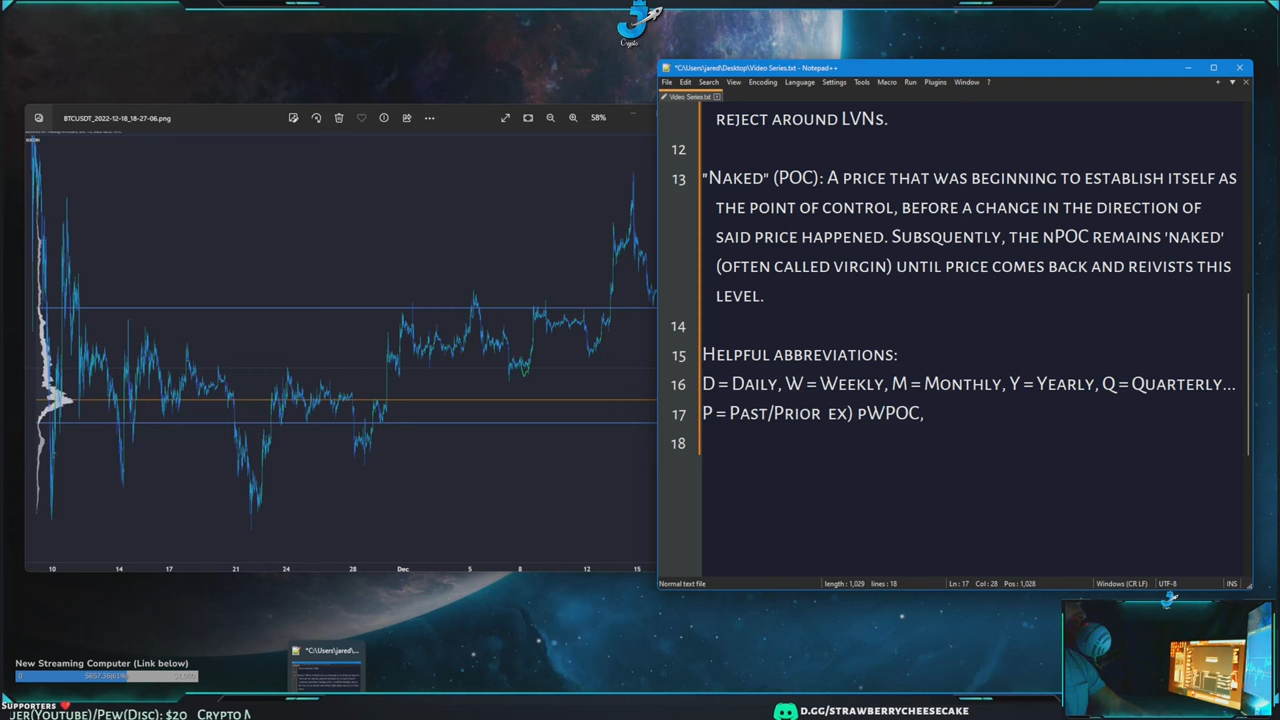 Crypto
*C:\Users\jared\Desktop\Video Series.txt - Notepad++
File Edit Search View Encoding Language Settings Tools Macro Run Plugins Window ?
Video Series.txt
BTCUSDT_2022-12-18_18-27-06.png
58%
REJECT AROUND LVNs.
12
13 "NAKED" (POC): A PRICE THAT WAS BEGINNING TO ESTABLISH ITSELF AS
THE POINT OF CONTROL, BEFORE A CHANGE IN THE DIRECTION OF
SAID PRICE HAPPENED. SUBSQUENTLY, THE NPOC REMAINS 'NAKED'
(OFTEN CALLED VIRGIN) UNTIL PRICE COMES BACK AND REIVISTS THIS
LEVEL.
14
15 HELPFUL ABBREVIATIONS:
16 D = DAILY, W = WEEKLY, M = MONTHLY, Y = YEARLY, Q = QUARTERLY...
17 P = PAST/PRIOR EX) PWPOC,
18
10 14 17 21 24 28 Dec 5 8 12 15
Normal text file length : 1,029 lines : 18 Ln : 17 Col : 28 Pos : 1,028 Windows (CR LF) UTF-8 INS
*C:\Users\jared\...
New Streaming Computer (Link below)
SUPPORTERS
JER(YOUTUBE)/PEW(DISC): $20 CRYPTO
D.GG/STRAWBERRYCHEESECAKE